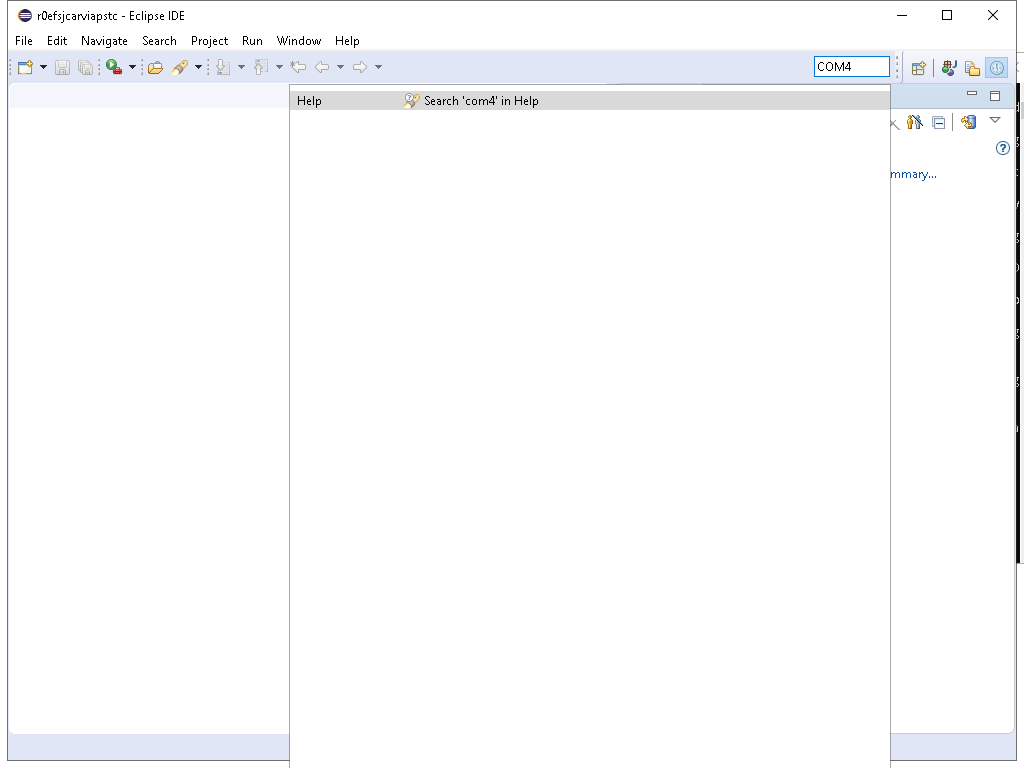 r0efsjcarviapstc - Eclipse IDE
File Edit Navigate Search Project Run Window Help
COM4
Help Search 'com4' in Help
mmary...